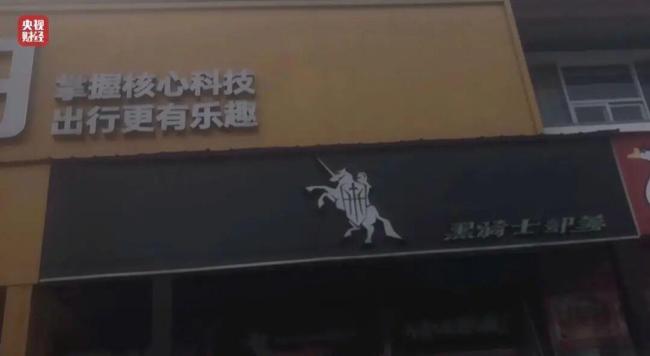 央视
财经
掌握核心科技
出行更有乐趣
黑骑士部